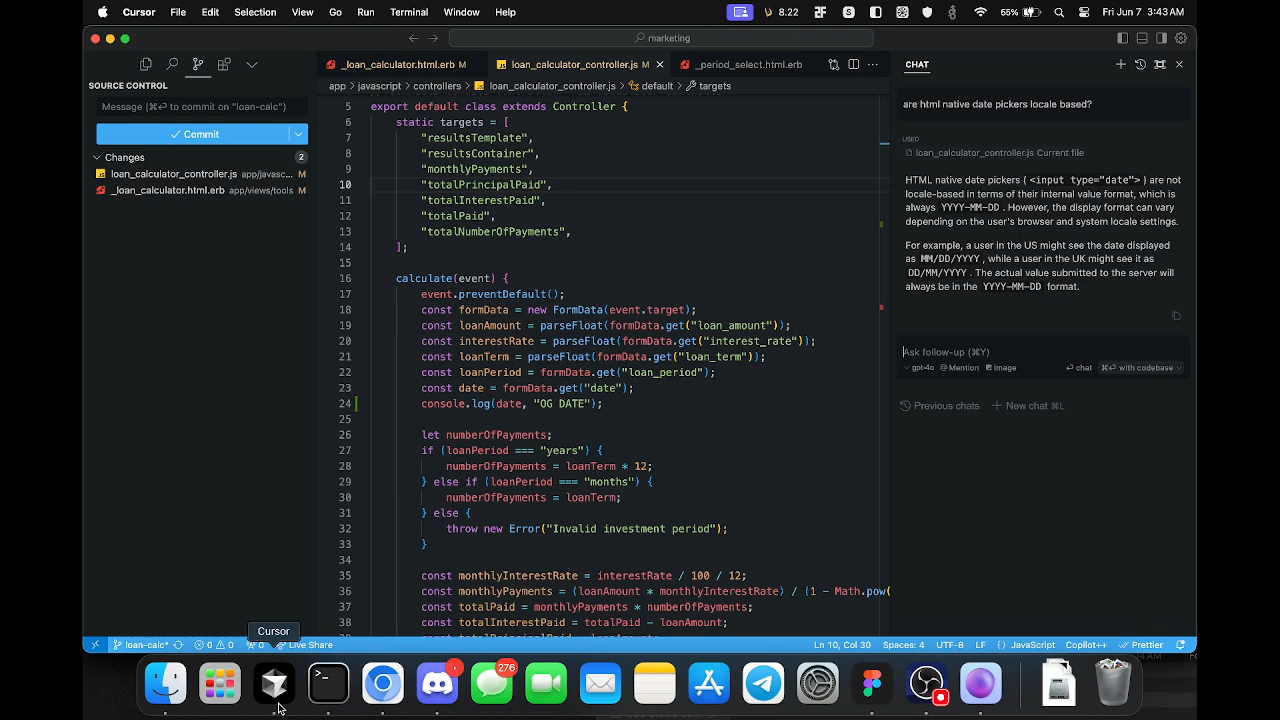 Cursor File Edit Selection View Go Run Terminal Window Help 8.22 55% Fri Jun 7 3:43 AM
marketing
SOURCE CONTROL
Message (⌘⏎ to commit on "loan-calc")
Commit
Changes 2
loan_calculator_controller.js app/javasc... M
_loan_calculator.html.erb app/views/tools M
_loan_calculator.html.erb M loan_calculator_controller.js M _period_select.html.erb
app > javascript > controllers > loan_calculator_controller.js > default > targets
5 export default class extends Controller {
6 static targets = [
7 "resultsTemplate",
8 "resultsContainer",
9 "monthlyPayments",
10 "totalPrincipalPaid",
11 "totalInterestPaid",
12 "totalPaid",
13 "totalNumberOfPayments",
14 ];
15
16 calculate(event) {
17 event.preventDefault();
18 const formData = new FormData(event.target);
19 const loanAmount = parseFloat(formData.get("loan_amount"));
20 const interestRate = parseFloat(formData.get("interest_rate"));
21 const loanTerm = parseFloat(formData.get("loan_term"));
22 const loanPeriod = formData.get("loan_period");
23 const date = formData.get("date");
24 console.log(date, "OG DATE");
25
26 let numberOfPayments;
27 if (loanPeriod === "years") {
28 numberOfPayments = loanTerm * 12;
29 } else if (loanPeriod === "months") {
30 numberOfPayments = loanTerm;
31 } else {
32 throw new Error("Invalid investment period");
33 }
34
35 const monthlyInterestRate = interestRate / 100 / 12;
36 const monthlyPayments = (loanAmount * monthlyInterestRate) / (1 - Math.pow(
37 const totalPaid = monthlyPayments * numberOfPayments;
38 const totalInterestPaid = totalPaid - loanAmount;
CHAT
are html native date pickers locale based?
USED
loan_calculator_controller.js Current file
HTML native date pickers ( <input type="date"> ) are not
locale-based in terms of their internal value format, which is
always YYYY-MM-DD . However, the display format can vary
depending on the user's browser and system locale settings.
For example, a user in the US might see the date displayed
as MM/DD/YYYY , while a user in the UK might see it as
DD/MM/YYYY . The actual value submitted to the server will
always be in the YYYY-MM-DD format.
Ask follow-up (⌘Y)
gpt-4o @ Mention Image ⏎ chat ⌘⏎ with codebase
Previous chats + New chat ⌘L
Cursor
loan-calc* 0 0 0 Live Share Ln 10, Col 30 Spaces: 4 UTF-8 LF JavaScript Copilot++ Prettier
276